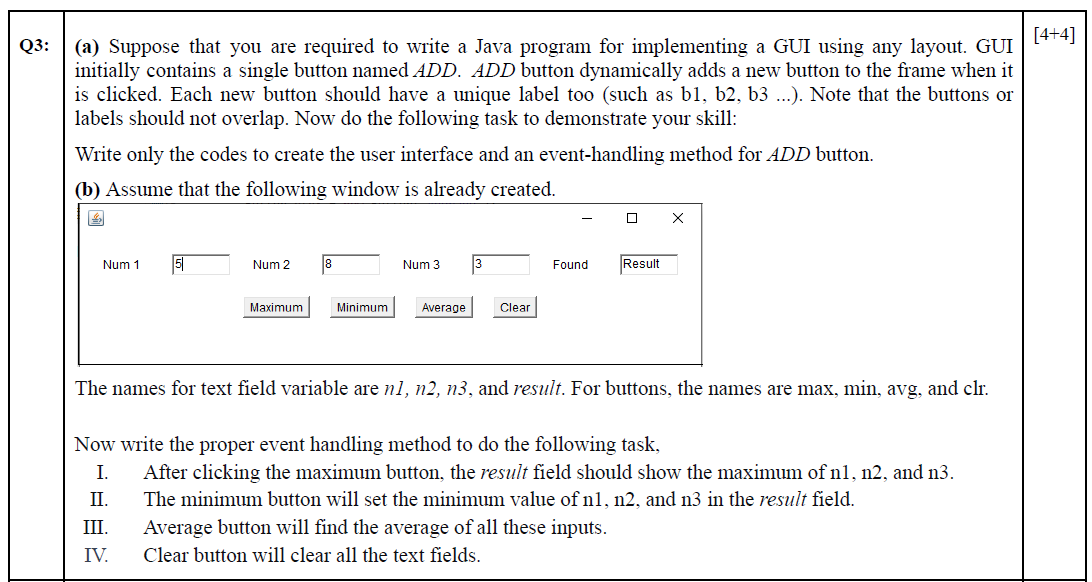 Q3: (a) Suppose that you are required to write a Java program for implementing a GUI using any layout. GUI [4+4]
initially contains a single button named ADD. ADD button dynamically adds a new button to the frame when it
is clicked. Each new button should have a unique label too (such as b1, b2, b3 ...). Note that the buttons or
labels should not overlap. Now do the following task to demonstrate your skill:
Write only the codes to create the user interface and an event-handling method for ADD button.
(b) Assume that the following window is already created.
Num 1 5 Num 2 8 Num 3 3 Found Result
Maximum Minimum Average Clear
The names for text field variable are n1, n2, n3, and result. For buttons, the names are max, min, avg, and clr.
Now write the proper event handling method to do the following task,
I. After clicking the maximum button, the result field should show the maximum of n1, n2, and n3.
II. The minimum button will set the minimum value of n1, n2, and n3 in the result field.
III. Average button will find the average of all these inputs.
IV. Clear button will clear all the text fields.